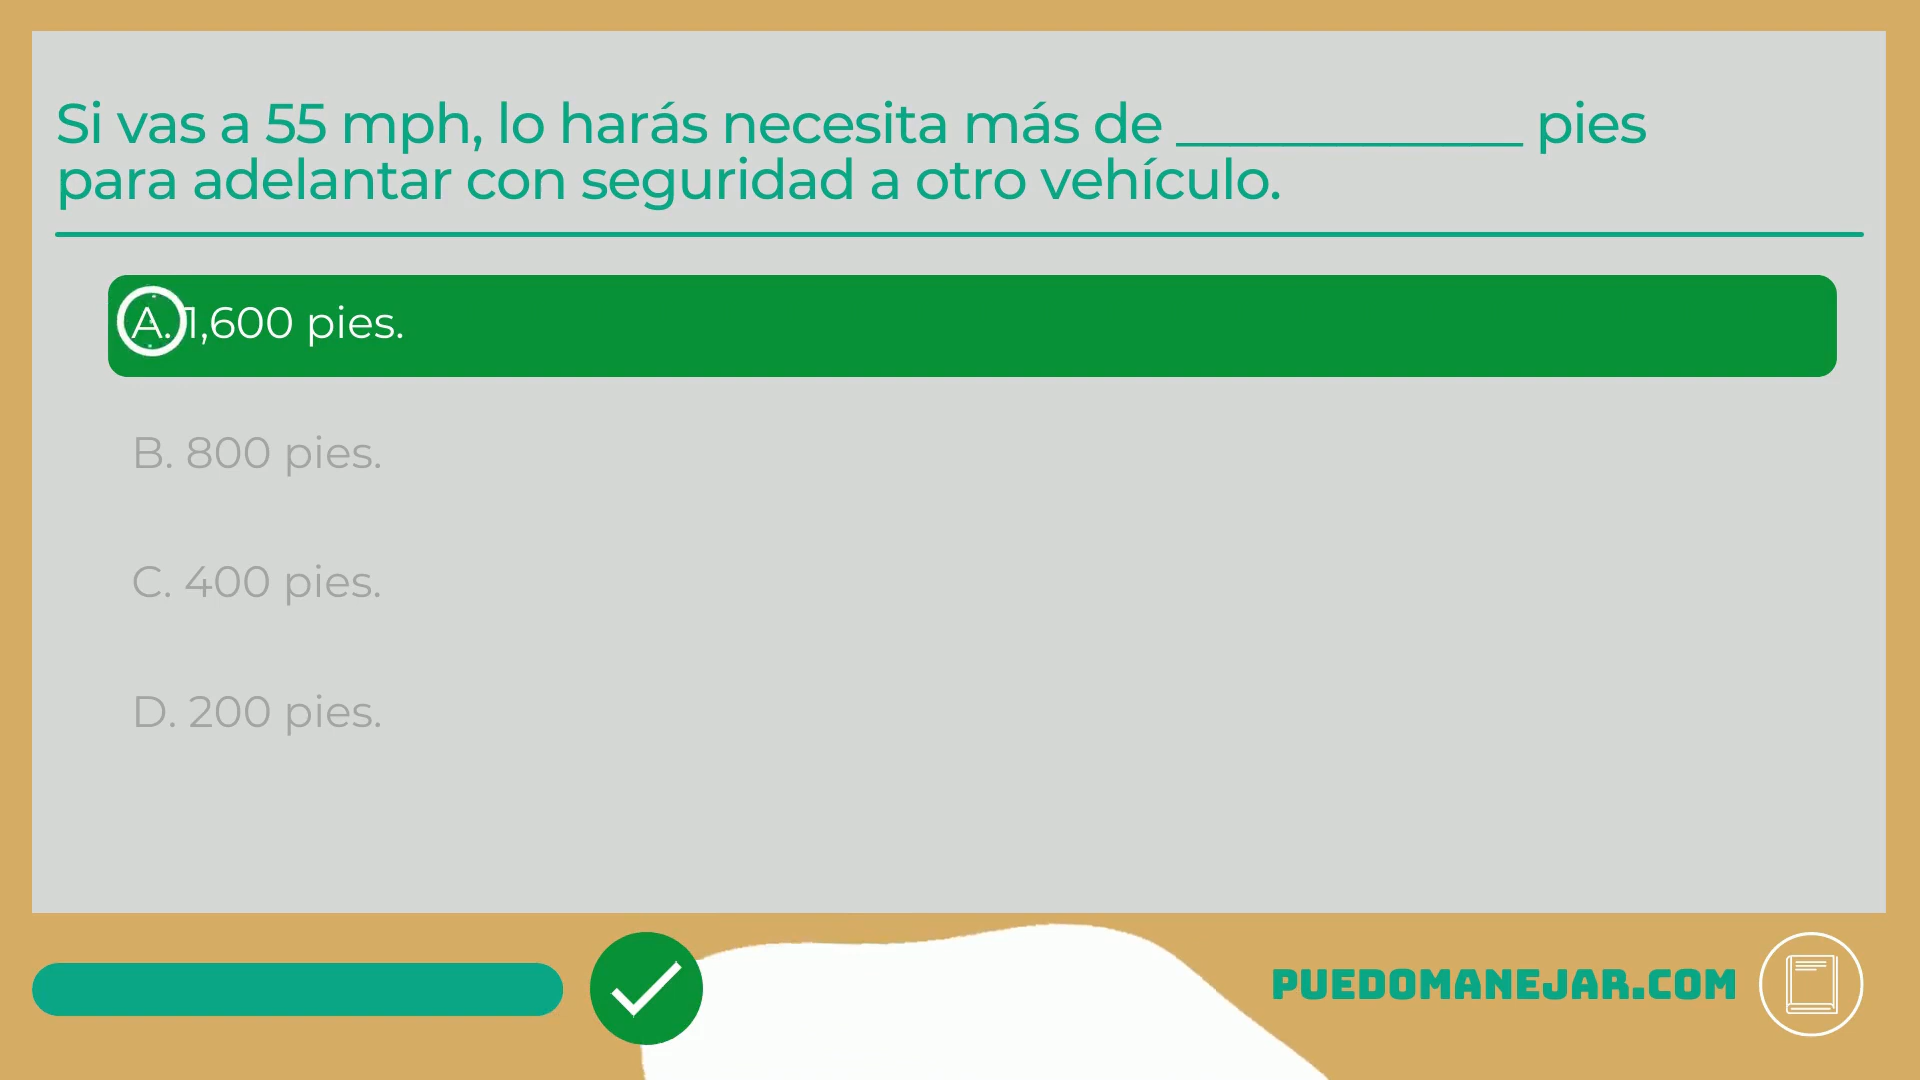 Si vas a 55 mph, lo harás necesita más de ____________ pies
para adelantar con seguridad a otro vehículo.
A. 1,600 pies.
B. 800 pies.
C. 400 pies.
D. 200 pies.
PUEDOMANEJAR.COM